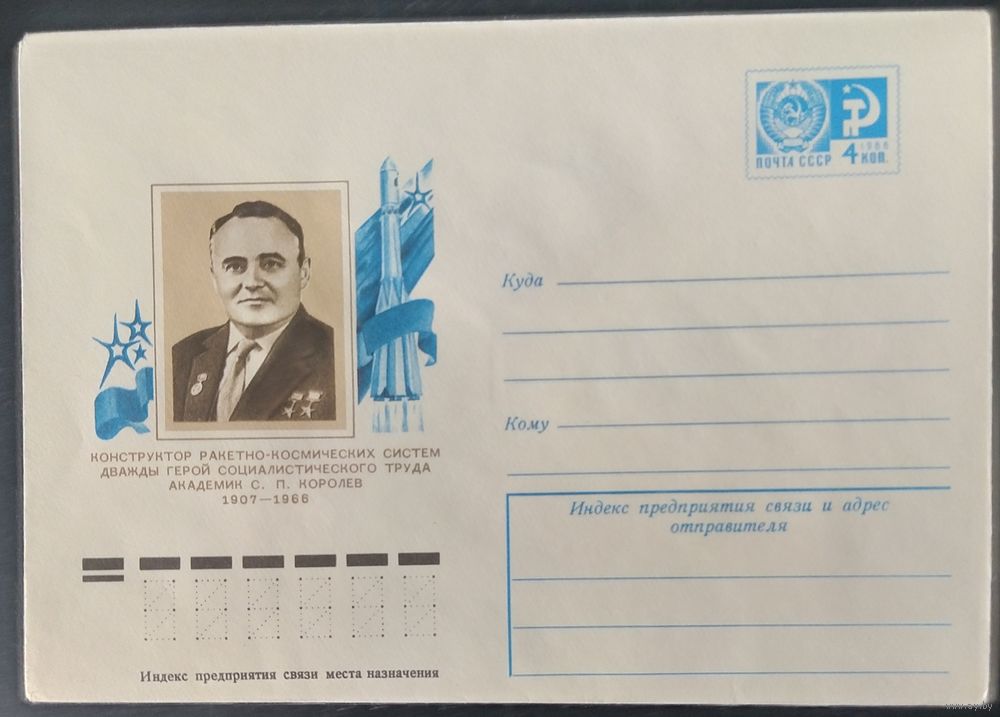 ПОЧТА СССР
1966
4 КОП.
Куда
Кому
КОНСТРУКТОР РАКЕТНО-КОСМИЧЕСКИХ СИСТЕМ
ДВАЖДЫ ГЕРОЙ СОЦИАЛИСТИЧЕСКОГО ТРУДА
АКАДЕМИК С. П. КОРОЛЕВ
1907—1966
Индекс предприятия связи и адрес
отправителя
Индекс предприятия связи места назначения